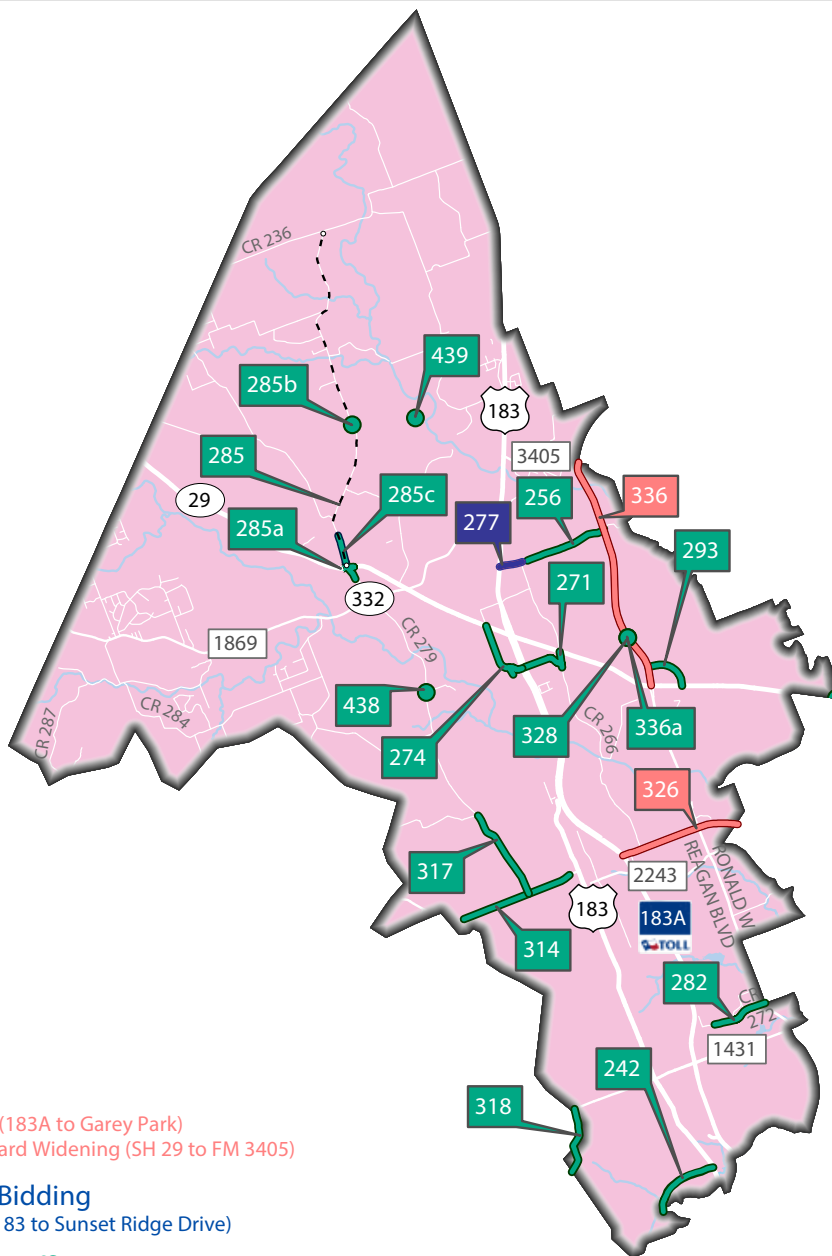 CR 236
439
285b
183
285
3405
336
29
285c
256
277
285a
293
271
332
1869
CR 279
438
CR 284
CR 287
274
328
CR 266
336a
326
317
2243
RONALD W
REAGAN BLVD
183
183A
TOLL
314
282
CR
272
1431
242
318
(183A to Garey Park)
ard Widening (SH 29 to FM 3405)
Bidding
83 to Sunset Ridge Drive)